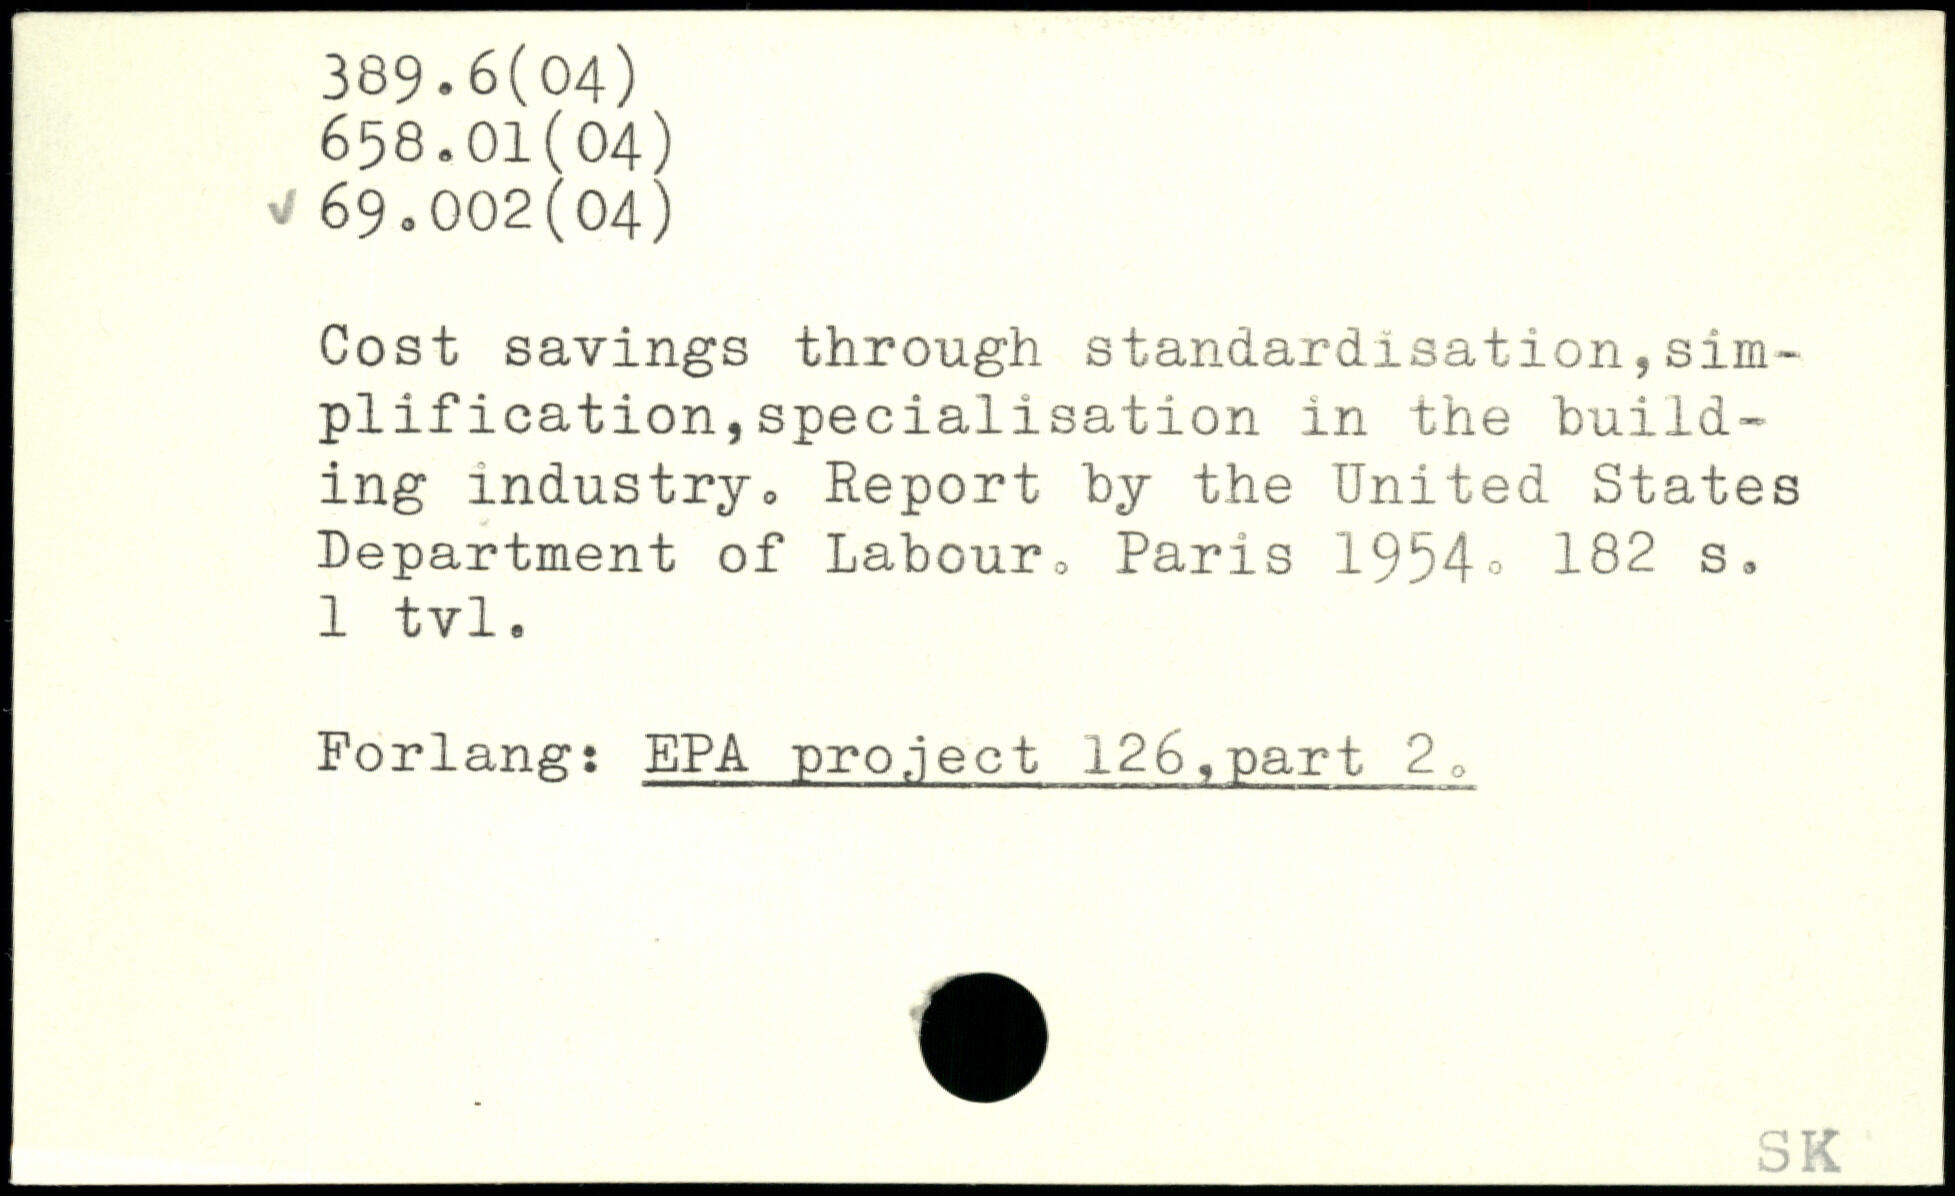 389.6(04)
658.01(04)
✓ 69.002(04)
Cost savings through standardisation,sim-
plification,specialisation in the build-
ing industry. Report by the United States
Department of Labour. Paris 1954. 182 s.
1 tvl.
Forlang: EPA project 126,part 2.
SK